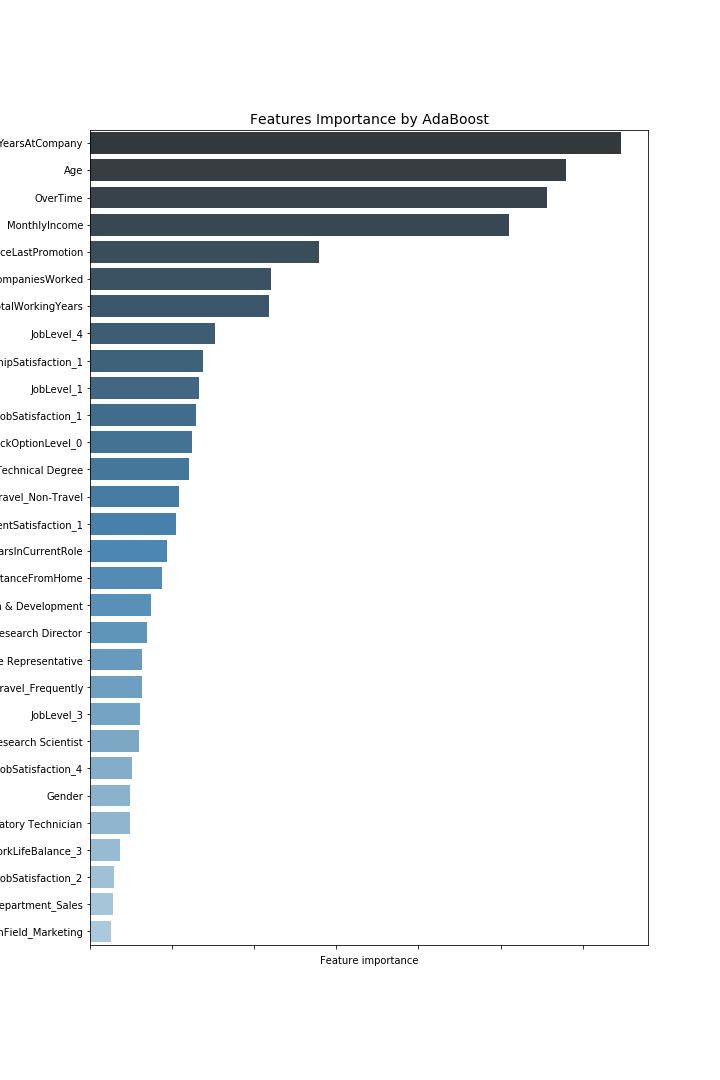 Features Importance by AdaBoost
YearsAtCompany
Age
OverTime
MonthlyIncome
ceLastPromotion
ompaniesWorked
otalWorkingYears
JobLevel_4
hipSatisfaction_1
JobLevel_1
obSatisfaction_1
ckOptionLevel_0
Technical Degree
ravel_Non-Travel
entSatisfaction_1
arsInCurrentRole
tanceFromHome
h & Development
esearch Director
e Representative
ravel_Frequently
JobLevel_3
esearch Scientist
obSatisfaction_4
Gender
atory Technician
orkLifeBalance_3
obSatisfaction_2
epartment_Sales
nField_Marketing
Feature importance